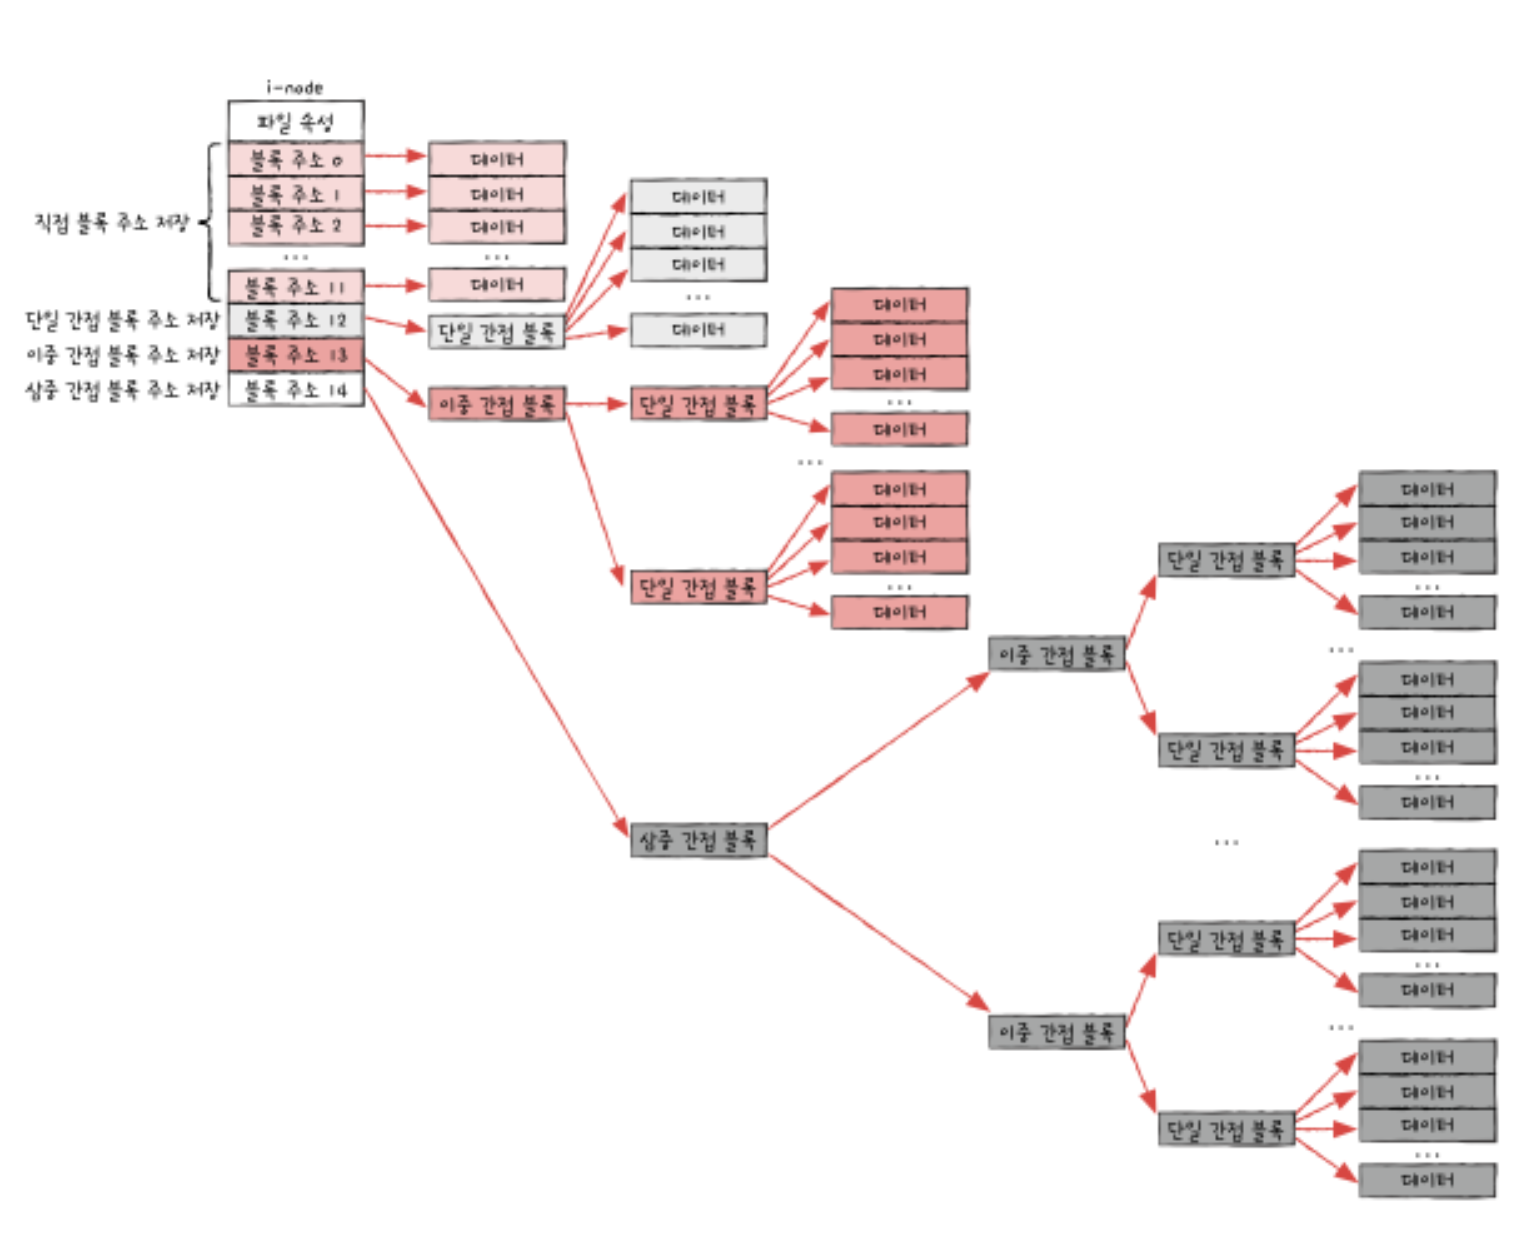 i-node
파일 속성
블록 주소 0
블록 주소 1
블록 주소 2
...
블록 주소 11
블록 주소 12
블록 주소 13
블록 주소 14
직접 블록 주소 저장
단일 간접 블록 주소 저장
이중 간접 블록 주소 저장
삼중 간접 블록 주소 저장
데이터
데이터
데이터
...
데이터
단일 간접 블록
데이터
데이터
데이터
...
데이터
이중 간접 블록
단일 간접 블록
데이터
데이터
데이터
...
데이터
...
단일 간접 블록
데이터
데이터
데이터
...
데이터
삼중 간접 블록
이중 간접 블록
단일 간접 블록
데이터
데이터
데이터
...
데이터
...
단일 간접 블록
데이터
데이터
데이터
...
데이터
...
이중 간접 블록
단일 간접 블록
데이터
데이터
데이터
...
데이터
...
단일 간접 블록
데이터
데이터
데이터
...
데이터